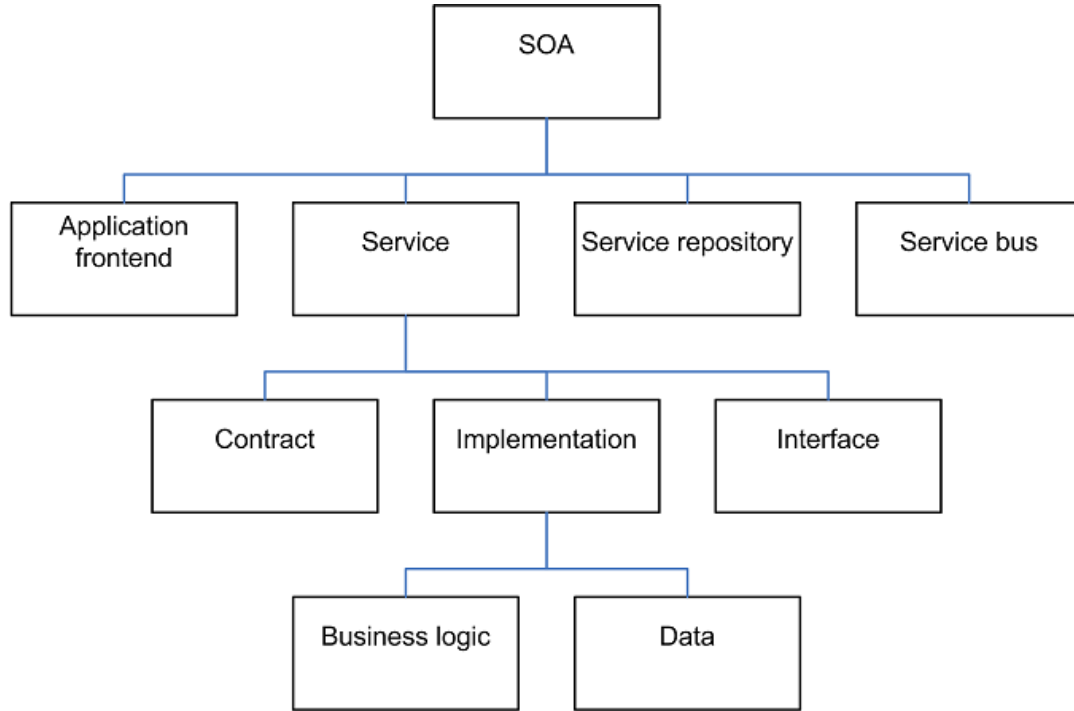 SOA
Application
frontend
Service
Service repository
Service bus
Contract
Implementation
Interface
Business logic
Data